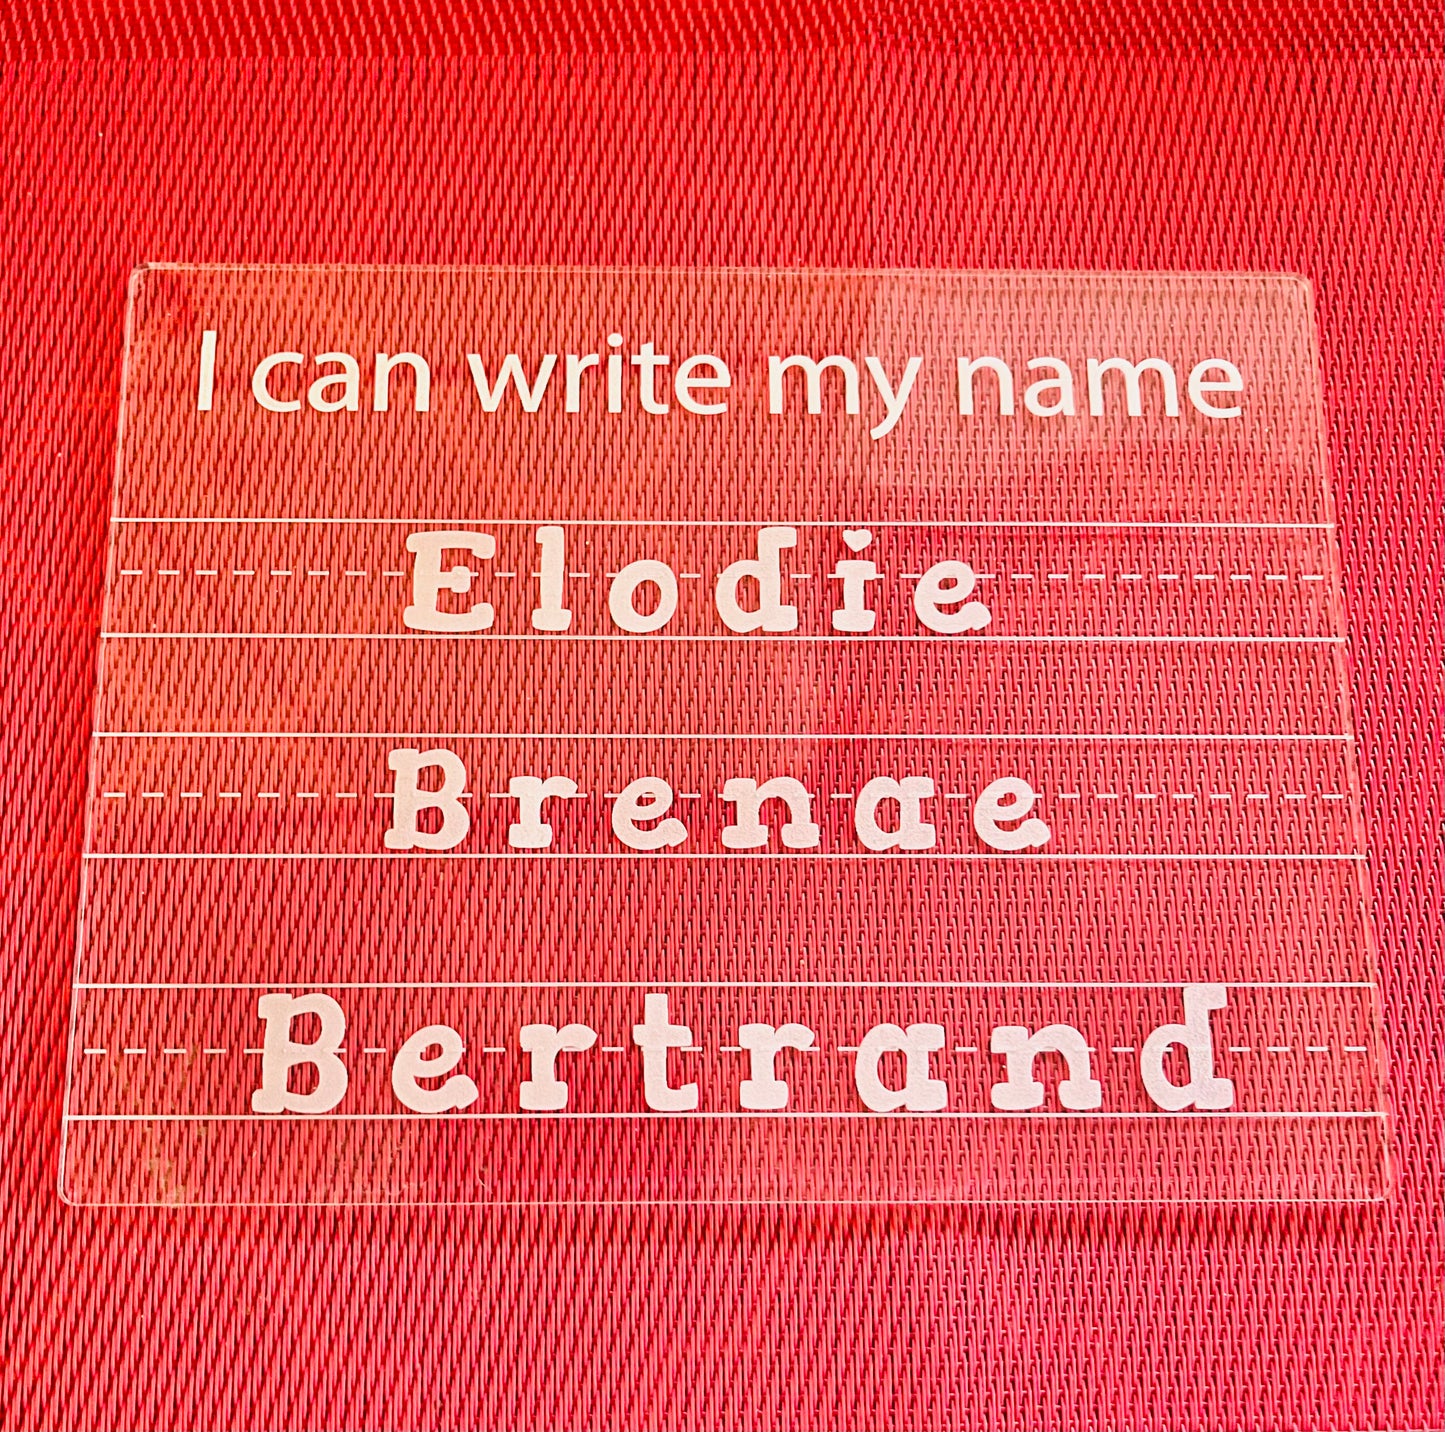 I can write my name
Elodie
Brenae
Bertrand